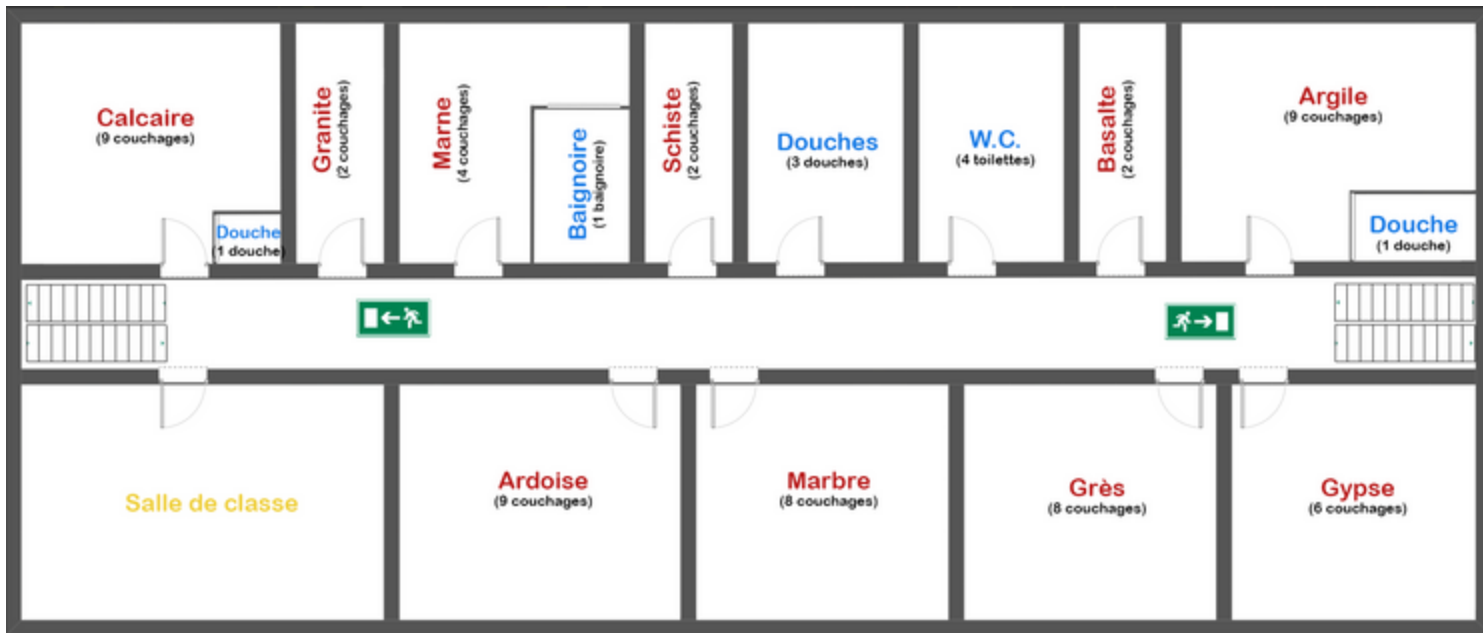 Calcaire
(9 couchages)
Douche
(1 douche)
Granite
(2 couchages)
Marne
(4 couchages)
Baignoire
(1 baignoire)
Schiste
(2 couchages)
Douches
(3 douches)
W.C.
(4 toilettes)
Basalte
(2 couchages)
Argile
(9 couchages)
Douche
(1 douche)
Salle de classe
Ardoise
(9 couchages)
Marbre
(8 couchages)
Grès
(8 couchages)
Gypse
(6 couchages)